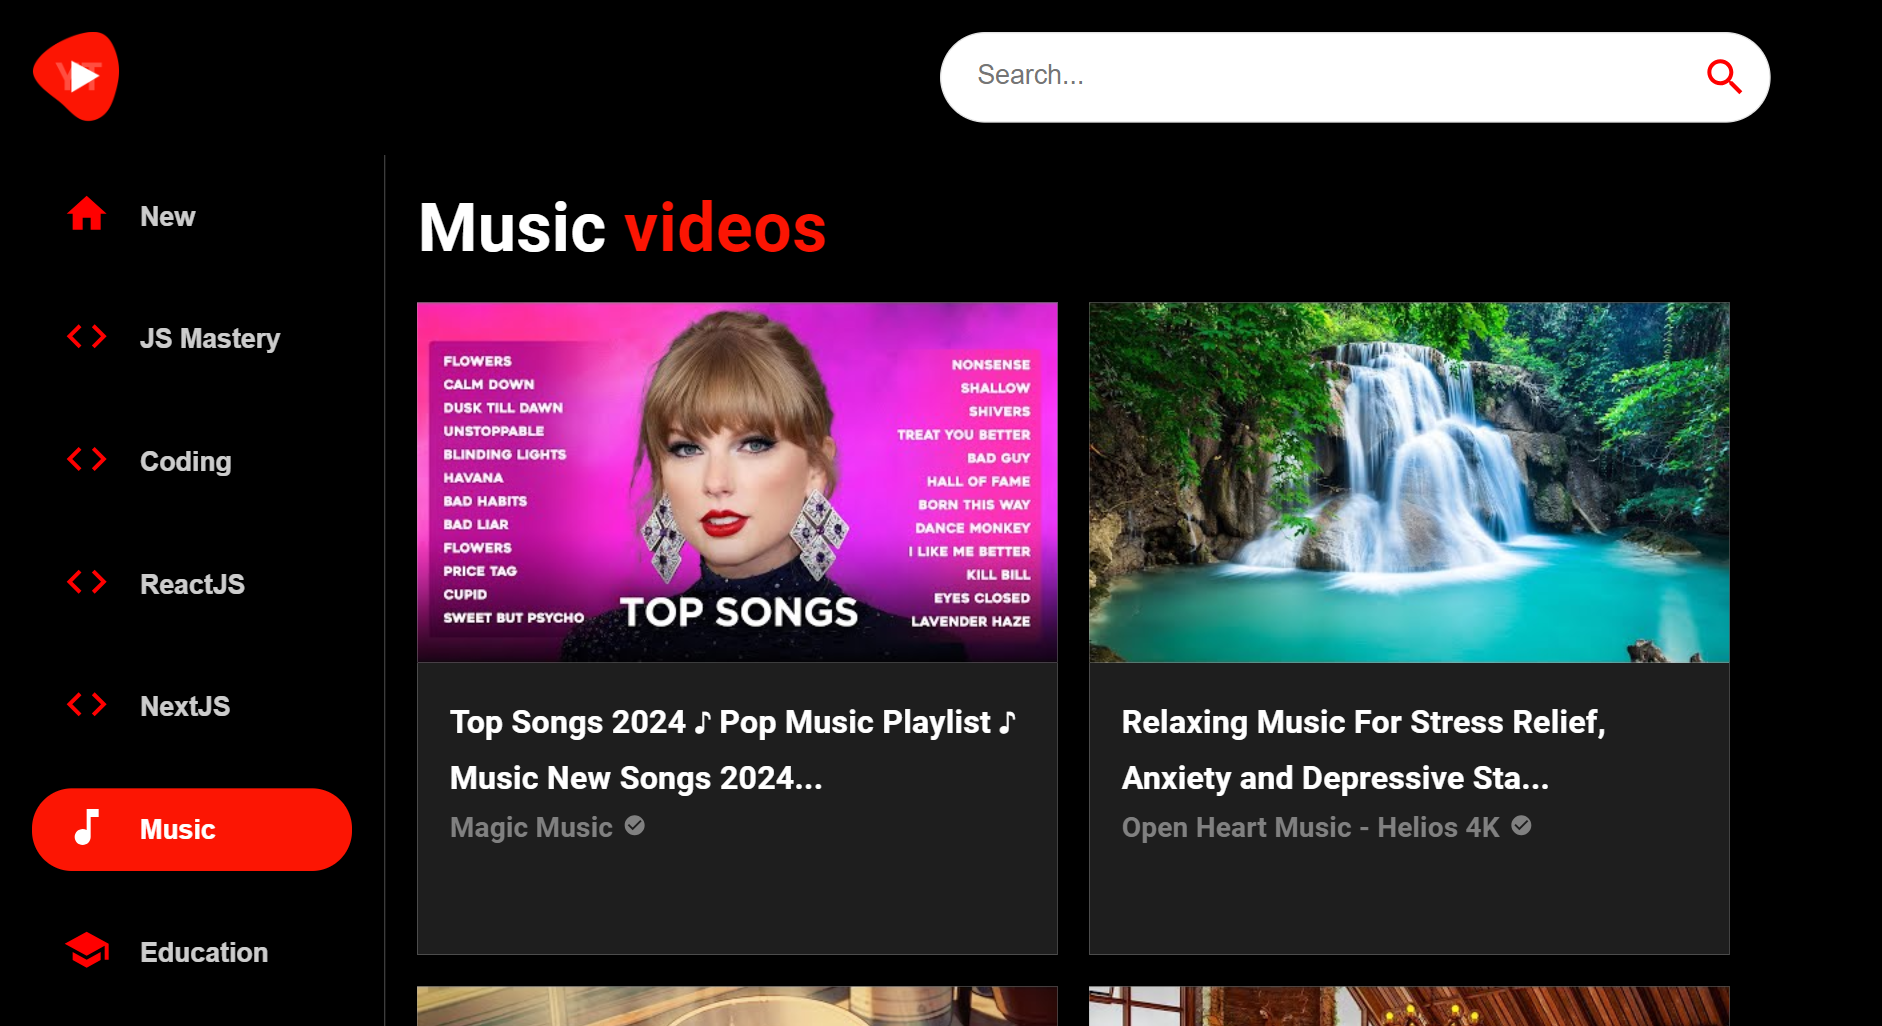 YT
Search...
New
JS Mastery
Coding
ReactJS
NextJS
Music
Education
Music videos
FLOWERS
CALM DOWN
DUSK TILL DAWN
UNSTOPPABLE
BLINDING LIGHTS
HAVANA
BAD HABITS
BAD LIAR
FLOWERS
PRICE TAG
CUPID
SWEET BUT PSYCHO
TOP SONGS
NONSENSE
SHALLOW
SHIVERS
TREAT YOU BETTER
BAD GUY
HALL OF FAME
BORN THIS WAY
DANCE MONKEY
I LIKE ME BETTER
KILL BILL
EYES CLOSED
LAVENDER HAZE
Top Songs 2024 ♪ Pop Music Playlist ♪
Music New Songs 2024...
Magic Music
Relaxing Music For Stress Relief,
Anxiety and Depressive Sta...
Open Heart Music - Helios 4K